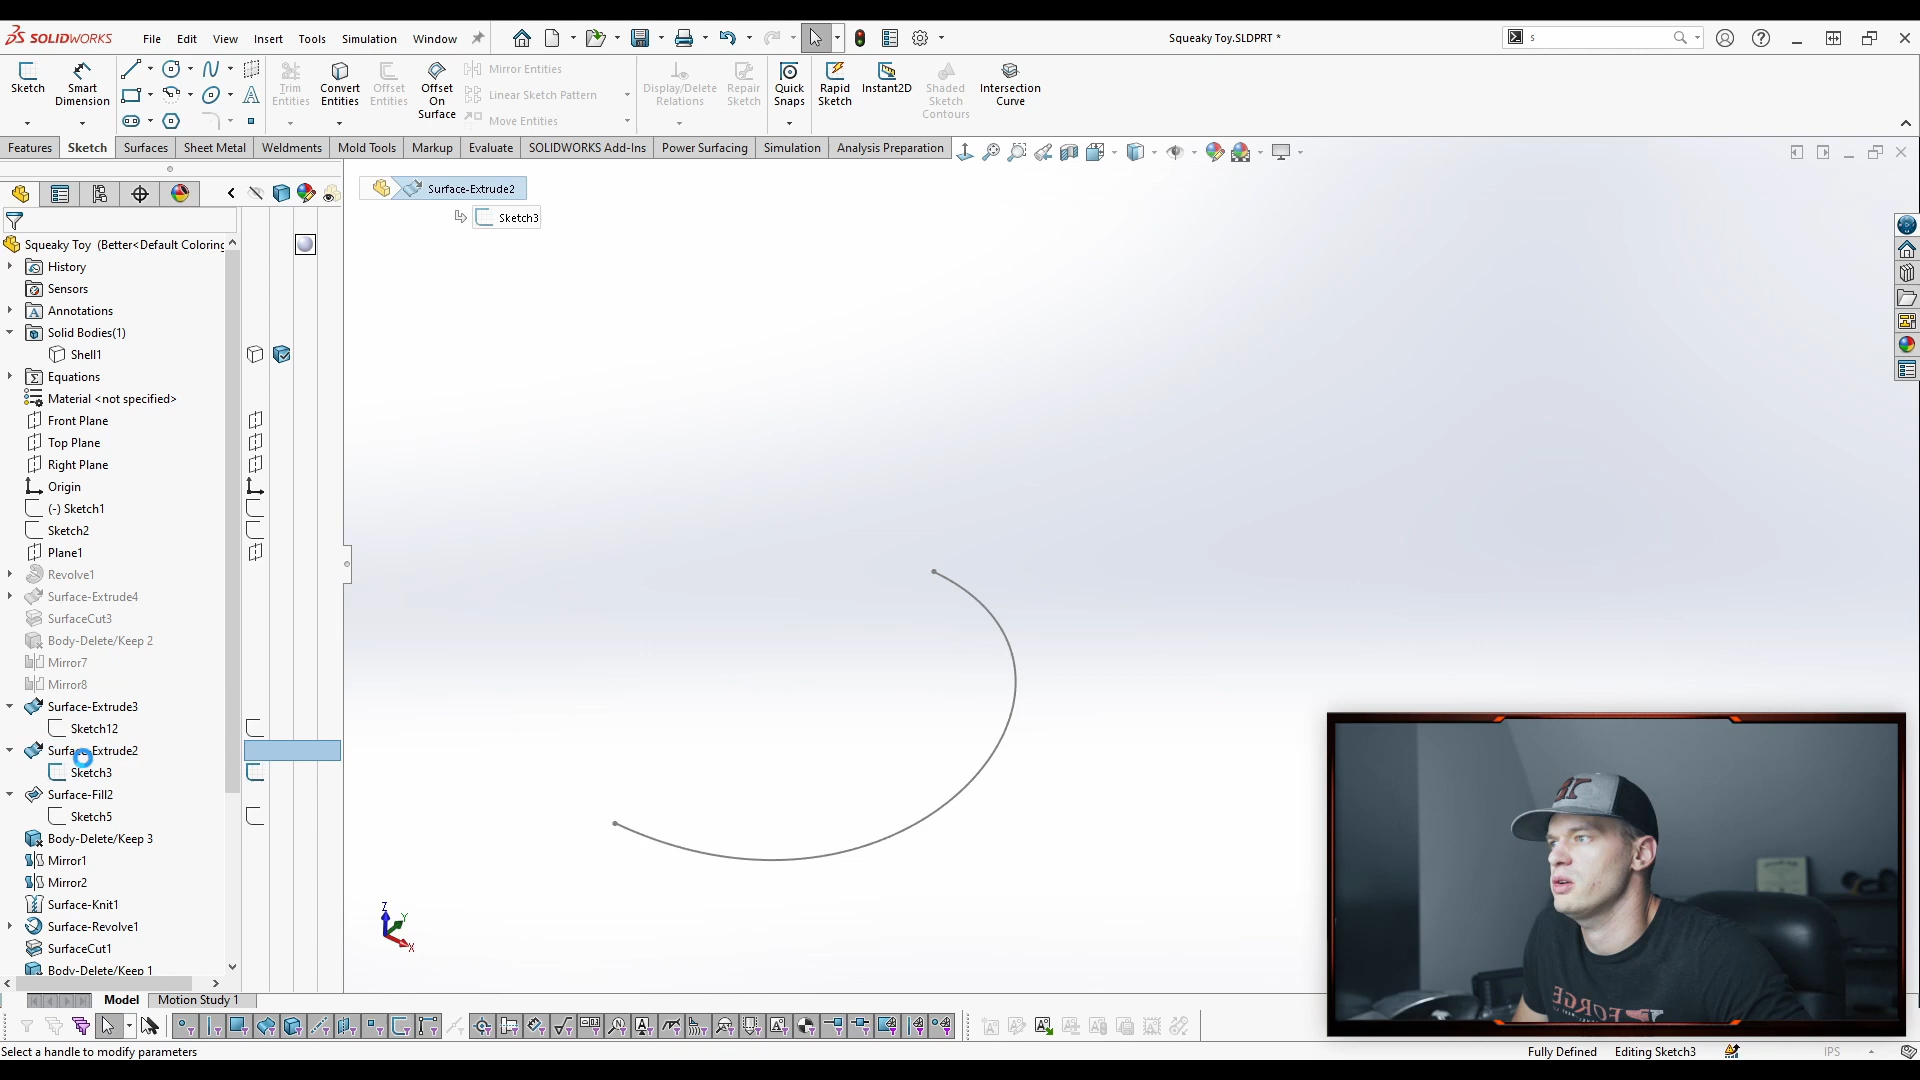 SOLIDWORKS File Edit View Insert Tools Simulation Window Squeaky Toy.SLDPRT * s
Sketch Smart Dimension Trim Entities Convert Entities Offset Entities Offset On Surface Mirror Entities Linear Sketch Pattern Move Entities Display/Delete Relations Repair Sketch Quick Snaps Rapid Sketch Instant2D Shaded Sketch Contours Intersection Curve
Features Sketch Surfaces Sheet Metal Weldments Mold Tools Markup Evaluate SOLIDWORKS Add-Ins Power Surfacing Simulation Analysis Preparation
Surface-Extrude2
Sketch3
Squeaky Toy (Better<Default Coloring
History
Sensors
Annotations
Solid Bodies(1)
Shell1
Equations
Material <not specified>
Front Plane
Top Plane
Right Plane
Origin
(-) Sketch1
Sketch2
Plane1
Revolve1
Surface-Extrude4
SurfaceCut3
Body-Delete/Keep 2
Mirror7
Mirror8
Surface-Extrude3
Sketch12
Surface-Extrude2
Sketch3
Surface-Fill2
Sketch5
Body-Delete/Keep 3
Mirror1
Mirror2
Surface-Knit1
Surface-Revolve1
SurfaceCut1
Body-Delete/Keep 1
Z
Y
X
Model Motion Study 1
Select a handle to modify parameters Fully Defined Editing Sketch3 IPS